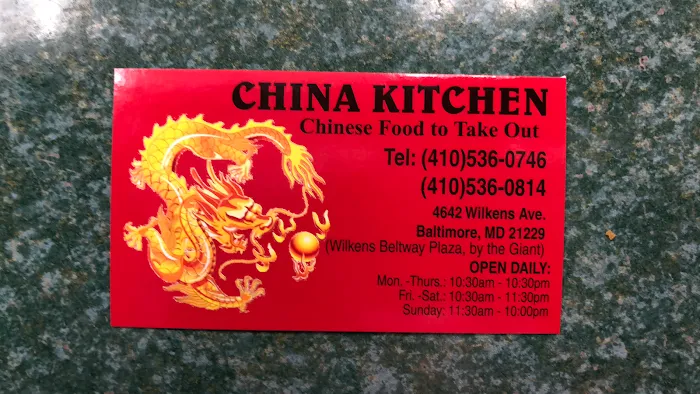 CHINA KITCHEN
Chinese Food to Take Out
Tel: (410)536-0746
(410)536-0814
4642 Wilkens Ave.
Baltimore, MD 21229
(Wilkens Beltway Plaza, by the Giant)
OPEN DAILY:
Mon. -Thurs.: 10:30am - 10:30pm
Fri. -Sat.: 10:30am - 11:30pm
Sunday: 11:30am - 10:00pm